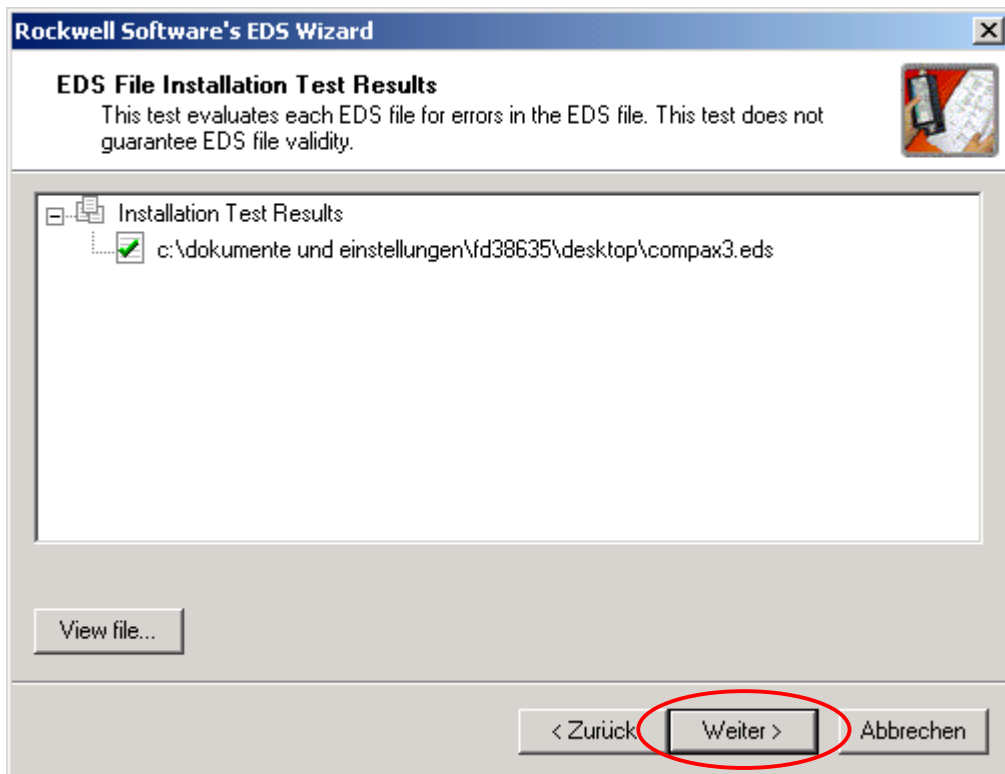 Rockwell Software's EDS Wizard
EDS File Installation Test Results
This test evaluates each EDS file for errors in the EDS file. This test does not
guarantee EDS file validity.
Installation Test Results
c:\dokumente und einstellungen\fd38635\desktop\compax3.eds
View file...
< Zurück Weiter > Abbrechen